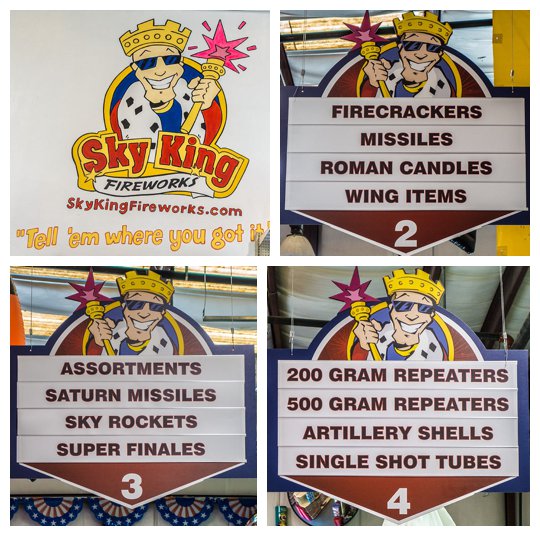 Sky King
FIREWORKS
SkyKingFireworks.com
"Tell 'em where you got it
FIRECRACKERS
MISSILES
ROMAN CANDLES
WING ITEMS
2
ASSORTMENTS
SATURN MISSILES
SKY ROCKETS
SUPER FINALES
3
200 GRAM REPEATERS
500 GRAM REPEATERS
ARTILLERY SHELLS
SINGLE SHOT TUBES
4